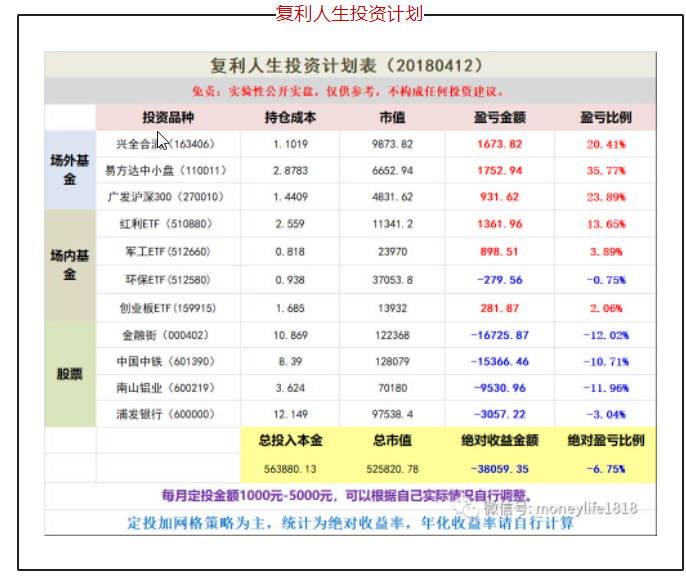 复利人生投资计划
复利人生投资计划表（20180412）
免责：实验性公开实盘，仅供参考，不构成任何投资建议。
投资品种 持仓成本 市值 盈亏金额 盈亏比例
场外基金
兴全合（163406） 1.1019 9873.82 1673.82 20.41%
易方达中小盘（110011） 2.8783 6652.94 1752.94 35.77%
广发沪深300（270010） 1.4409 4831.62 931.62 23.89%
场内基金
红利ETF（510880） 2.559 11341.2 1361.96 13.65%
军工ETF(512660) 0.818 23970 898.51 3.89%
环保ETF(512580) 0.938 37053.8 -279.56 -0.75%
创业板ETF(159915) 1.685 13932 281.87 2.06%
股票
金融街（000402） 10.869 122368 -16725.87 -12.02%
中国中铁（601390） 8.39 128079 -15366.46 -10.71%
南山铝业（600219） 3.624 70180 -9530.96 -11.96%
浦发银行（600000） 12.149 97538.4 -3057.22 -3.04%
总投入本金 总市值 绝对收益金额 绝对盈亏比例
563880.13 525820.78 -38059.35 -6.75%
每月定投金额1000元-5000元，可以根据自己实际情况自行调整。
微信号: moneylife1818
定投加网格策略为主，统计为绝对收益率，年化收益率请自行计算